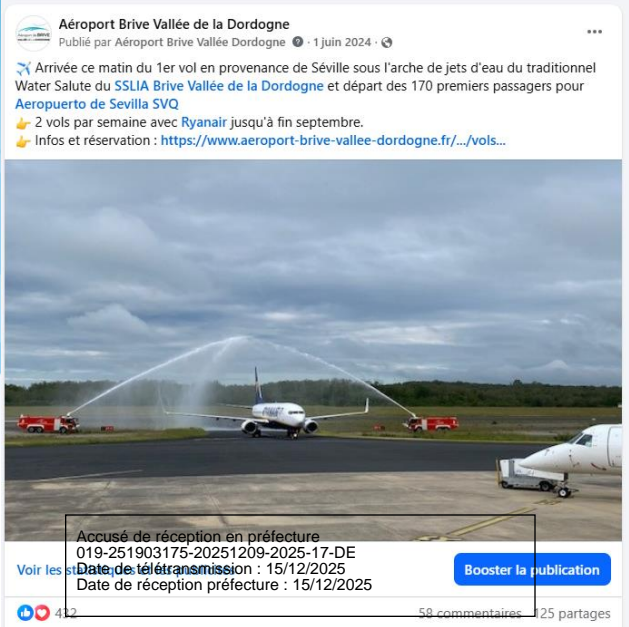 Aéroport Brive Vallée de la Dordogne
Publié par Aéroport Brive Vallée Dordogne · 1 juin 2024 ·
✈️ Arrivée ce matin du 1er vol en provenance de Séville sous l'arche de jets d'eau du traditionnel
Water Salute du SSLIA Brive Vallée de la Dordogne et départ des 170 premiers passagers pour
Aeropuerto de Sevilla SVQ
👉 2 vols par semaine avec Ryanair jusqu'à fin septembre.
👉 Infos et réservation : https://www.aeroport-brive-vallee-dordogne.fr/.../vols...
Accusé de réception en préfecture
019-251903175-20251209-2025-17-DE
Date de télétransmission : 15/12/2025
Date de réception préfecture : 15/12/2025
Voir les
Booster la publication
432
58 commentaires 125 partages